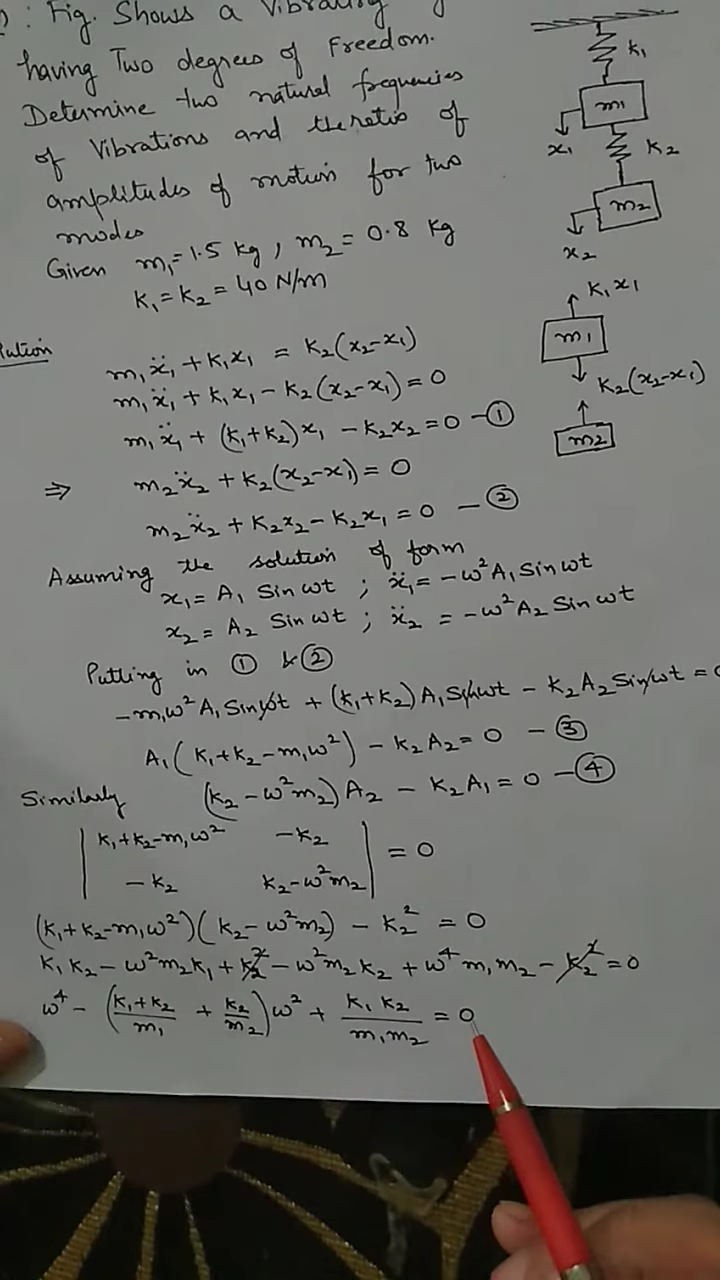 : Fig. Shows a Vibrating
having Two degrees of Freedom.
Determine two natural frequencies
of Vibrations and the ratio of
amplitudes of motion for two
modes
Given m₁=1.5 kg, m₂= 0.8 kg
K₁= K₂ = 40 N/m
K₁
m₁
x₁
K₂
m₂
x₂
K₁x₁
m₁
K₂(x₂-x₁)
m₂
m₁ẍ₁ + K₁x₁ = K₂(x₂-x₁)
m₁ẍ₁ + K₁x₁ - K₂(x₂-x₁) = 0
m₁ẍ₁ + (K₁+K₂)x₁ - K₂x₂ = 0 - ①
⇒ m₂ẍ₂ + K₂(x₂-x₁) = 0
m₂ẍ₂ + K₂x₂ - K₂x₁ = 0 - ②
Assuming the solution of form
x₁ = A₁ Sin ωt ; ẍ₁ = -ω²A₁ Sin ωt
x₂ = A₂ Sin ωt ; ẍ₂ = -ω²A₂ Sin ωt
Putting in ① & ②
-m₁ω²A₁ Sin ωt + (K₁+K₂) A₁ Sin ωt - K₂A₂ Sin ωt = 0
A₁(K₁+K₂-m₁ω²) - K₂A₂ = 0 - ③
Similarly (K₂-ω²m₂)A₂ - K₂A₁ = 0 - ④
| K₁+K₂-m₁ω² -K₂ |
| -K₂ K₂-ω²m₂ | = 0
(K₁+K₂-m₁ω²)(K₂-ω²m₂) - K₂² = 0
K₁K₂ - ω²m₂K₁ + K₂² - ω²m₂K₂ + ω⁴m₁m₂ - K₂² = 0
ω⁴ - ((K₁+K₂)/m₁ + K₂/m₂)ω² + K₁K₂/m₁m₂ = 0